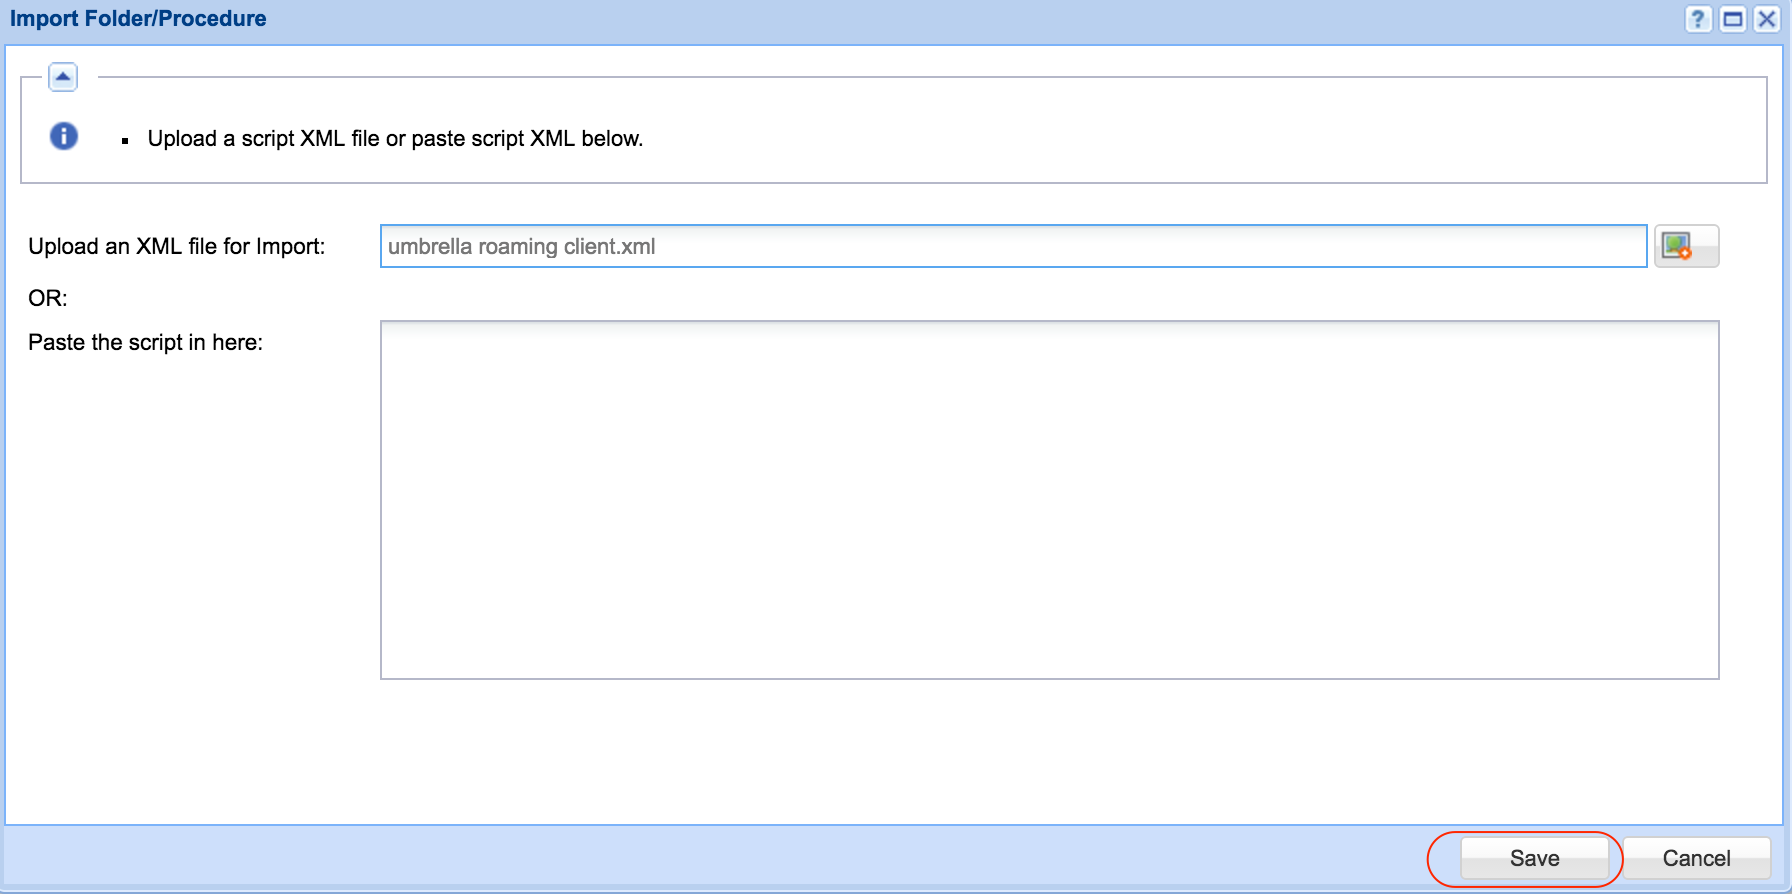 Import Folder/Procedure
Upload a script XML file or paste script XML below.
Upload an XML file for Import:
umbrella roaming client.xml
OR:
Paste the script in here:
Save
Cancel